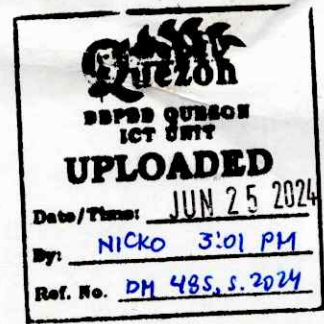 Quezon
DEPED QUEZON
ICT UNIT
UPLOADED
Date/Time: JUN 25 2024
By: NICKO 3:01 PM
Ref. No. DM 485, s. 2024